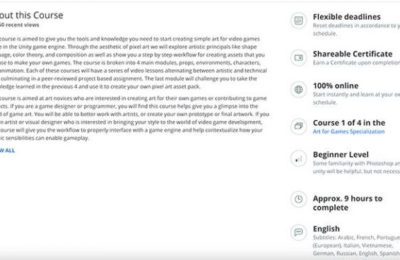 out this Course
50 recent views
course is aimed to give you the tools and knowledge you need to start creating simple art for video games
in the Unity game engine. Through the aesthetic of pixel art we will explore artistic principles like shape
uage, color theory, and composition as well as show you a step by step workflow for creating assets that you
use to make your own games. The course is broken into 4 main modules, props, environments, characters,
animation. Each of these courses will have a series of video lessons alternating between artistic and technical
culminating in a peer-reviewed project based assignment. The last module will challenge you to take the
wledge learned in the previous 4 and use it to create your own pixel art asset pack.
course is aimed at art novices who are interested in creating art for their own games or contributing to game
ects. If you are a game designer or programmer, you will find this course helps give you a glimpse into the
d of game art. You will be able to better work with artists, or create your own prototype or final artwork. If you
an artist or visual designer who is interested in bringing your style to the world of video game development,
course will give you the workflow to properly interface with a game engine and help contextualize how your
ic sensibilities can enable gameplay.
W ALL
Flexible deadlines
Reset deadlines in accordance to y
schedule.
Shareable Certificate
Earn a Certificate upon completion
100% online
Start instantly and learn at your ow
schedule.
Course 1 of 4 in the
Art for Games Specialization
Beginner Level
Some familiarity with Photoshop an
unity will be helpful, but not necess
Approx. 9 hours to
complete
English
Subtitles: Arabic, French, Portugue
(European), Italian, Vietnamese,
German, Russian, English, Spanish